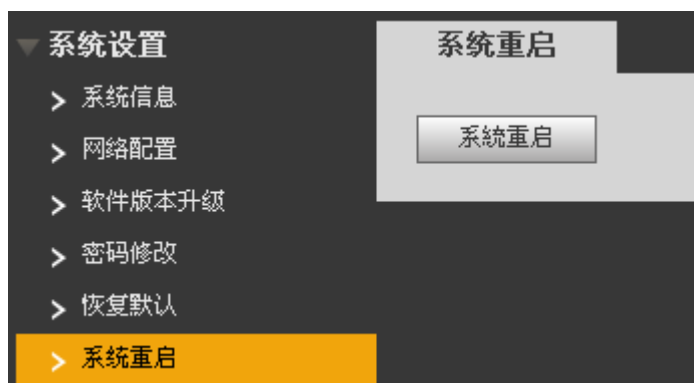 系统设置
系统信息
网络配置
软件版本升级
密码修改
恢复默认
系统重启
系统重启
系统重启